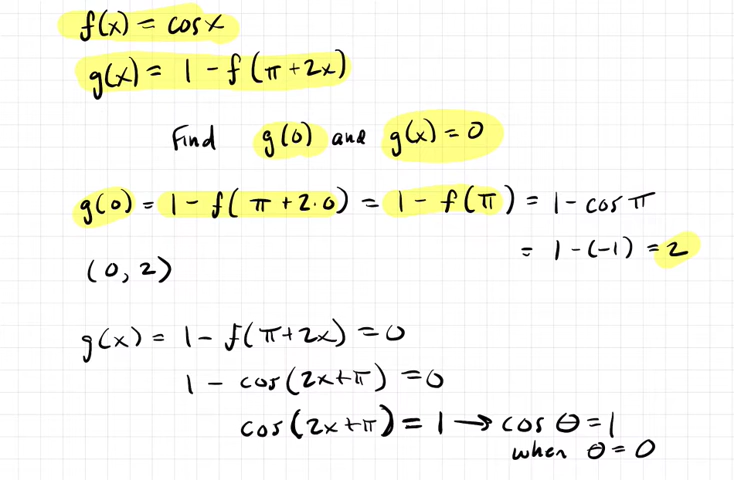 f(x) = cosx
g(x) = 1 - f(π+2x)
Find g(0) and g(x) = 0
g(0) = 1 - f(π + 2·0) = 1 - f(π) = 1 - cos π
= 1 - (-1) = 2
(0, 2)
g(x) = 1 - f(π+2x) = 0
1 - cos(2x+π) = 0
cos(2x+π) = 1 → cos θ = 1
when θ = 0